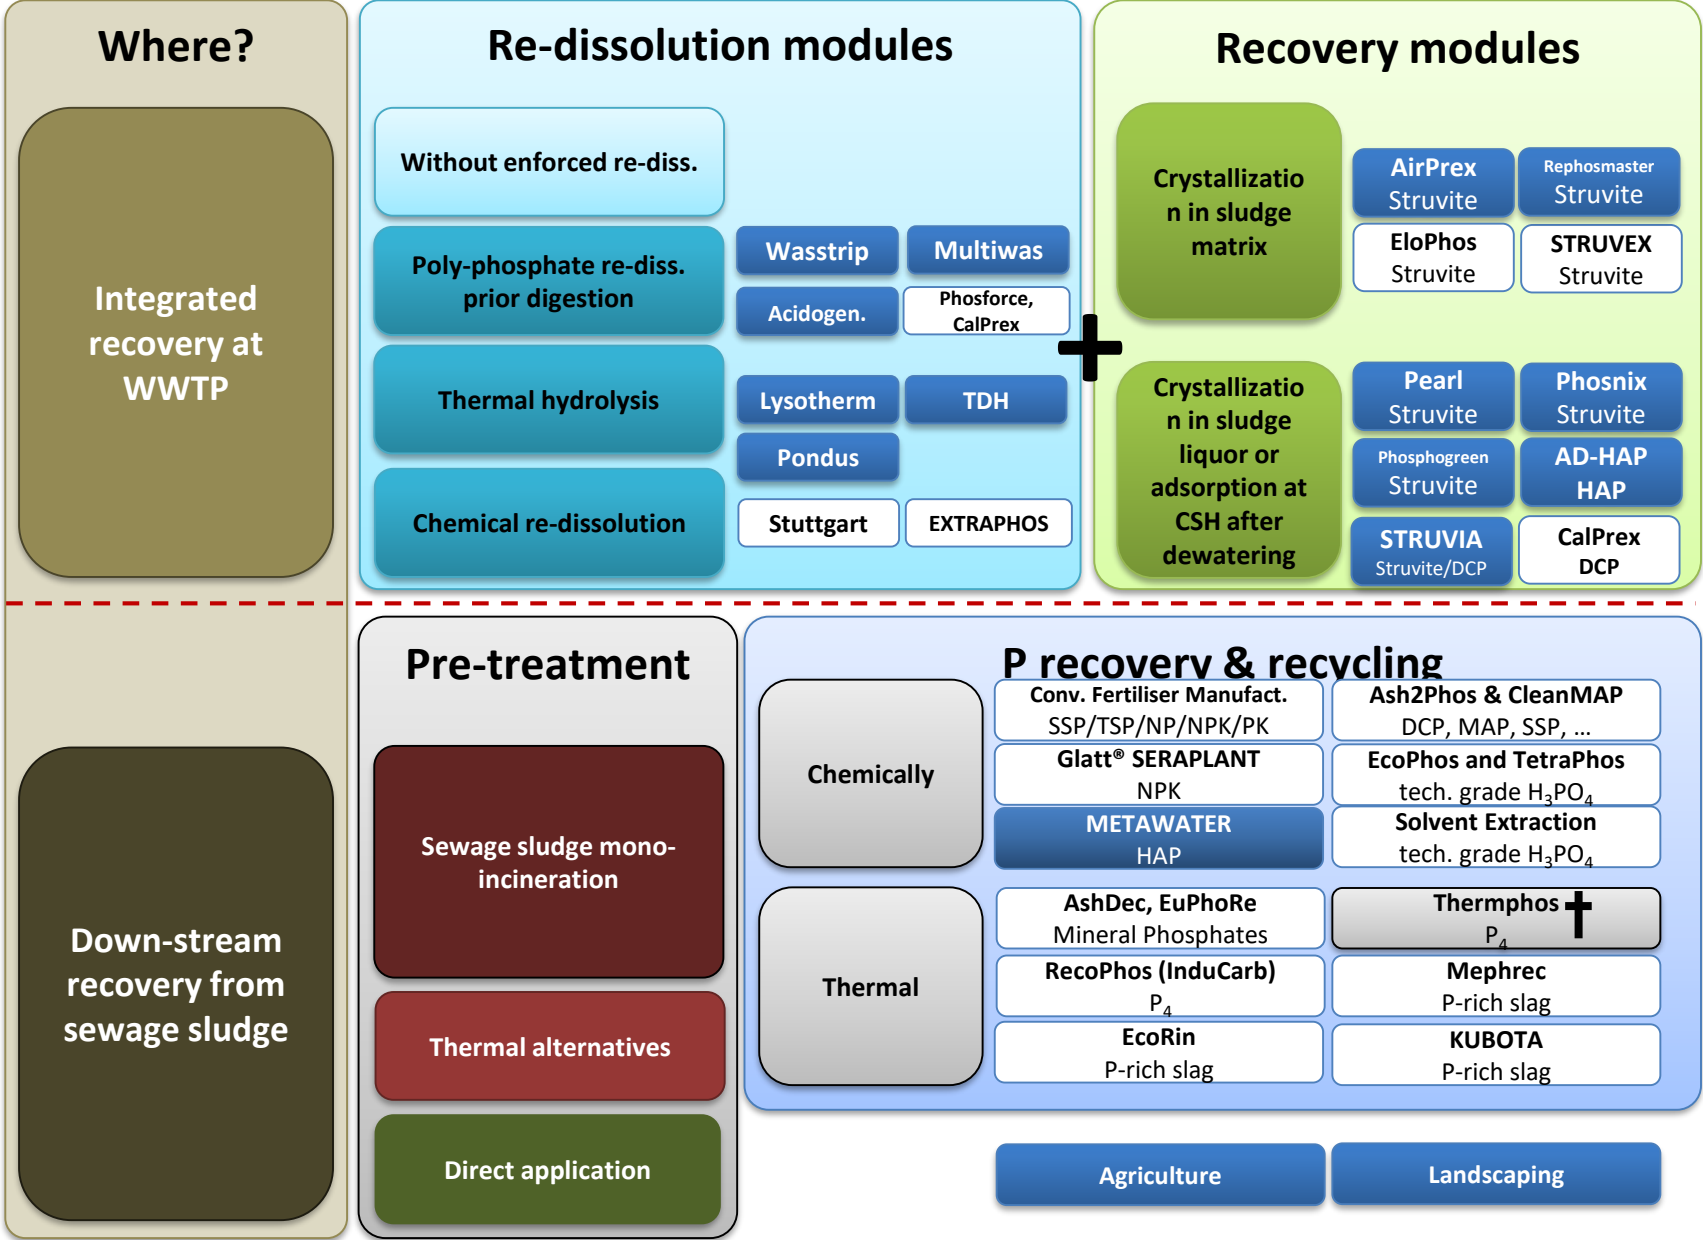 Where?
Re-dissolution modules
Recovery modules
Integrated
recovery at
WWTP
Without enforced re-diss.
Poly-phosphate re-diss.
prior digestion
Wasstrip
Multiwas
Acidogen.
Phosforce,
CalPrex
Thermal hydrolysis
Lysotherm
TDH
Pondus
Chemical re-dissolution
Stuttgart
EXTRAPHOS
+
Crystallizatio
n in sludge
matrix
AirPrex
Struvite
Rephosmaster
Struvite
EloPhos
Struvite
STRUVEX
Struvite
Crystallizatio
n in sludge
liquor or
adsorption at
CSH after
dewatering
Pearl
Struvite
Phosnix
Struvite
Phosphogreen
Struvite
AD-HAP
HAP
STRUVIA
Struvite/DCP
CalPrex
DCP
Down-stream
recovery from
sewage sludge
Pre-treatment
Sewage sludge mono-
incineration
Thermal alternatives
Direct application
P recovery & recycling
Chemically
Conv. Fertiliser Manufact.
SSP/TSP/NP/NPK/PK
Ash2Phos & CleanMAP
DCP, MAP, SSP, ...
Glatt® SERAPLANT
NPK
EcoPhos and TetraPhos
tech. grade H₃PO₄
METAWATER
HAP
Solvent Extraction
tech. grade H₃PO₄
Thermal
AshDec, EuPhoRe
Mineral Phosphates
Thermphos †
P₄
RecoPhos (InduCarb)
P₄
Mephrec
P-rich slag
EcoRin
P-rich slag
KUBOTA
P-rich slag
Agriculture
Landscaping